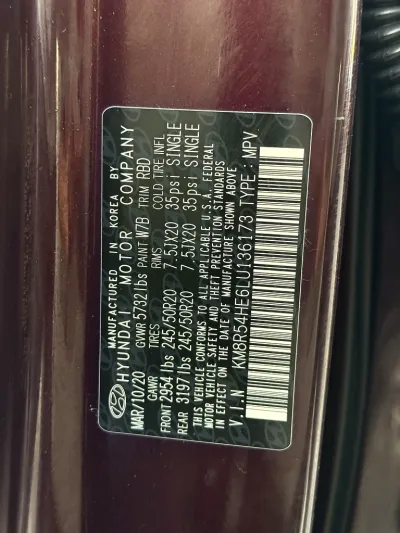 MANUFACTURED IN KOREA BY
HYUNDAI MOTOR COMPANY
MAR/10/20 GVWR 5732 lbs PAINT W7B TRIM RBD
GAWR TIRES RIMS COLD TIRE INFL
FRONT 2954 lbs 245/50R20 7.5JX20 35psi SINGLE
REAR 3197 lbs 245/50R20 7.5JX20 35psi SINGLE
THIS VEHICLE CONFORMS TO ALL APPLICABLE U.S.A. FEDERAL
MOTOR VEHICLE SAFETY AND THEFT PREVENTION STANDARDS
IN EFFECT ON THE DATE OF MANUFACTURE SHOWN ABOVE
V I N : KM8R54HE6LU136173 TYPE : MPV